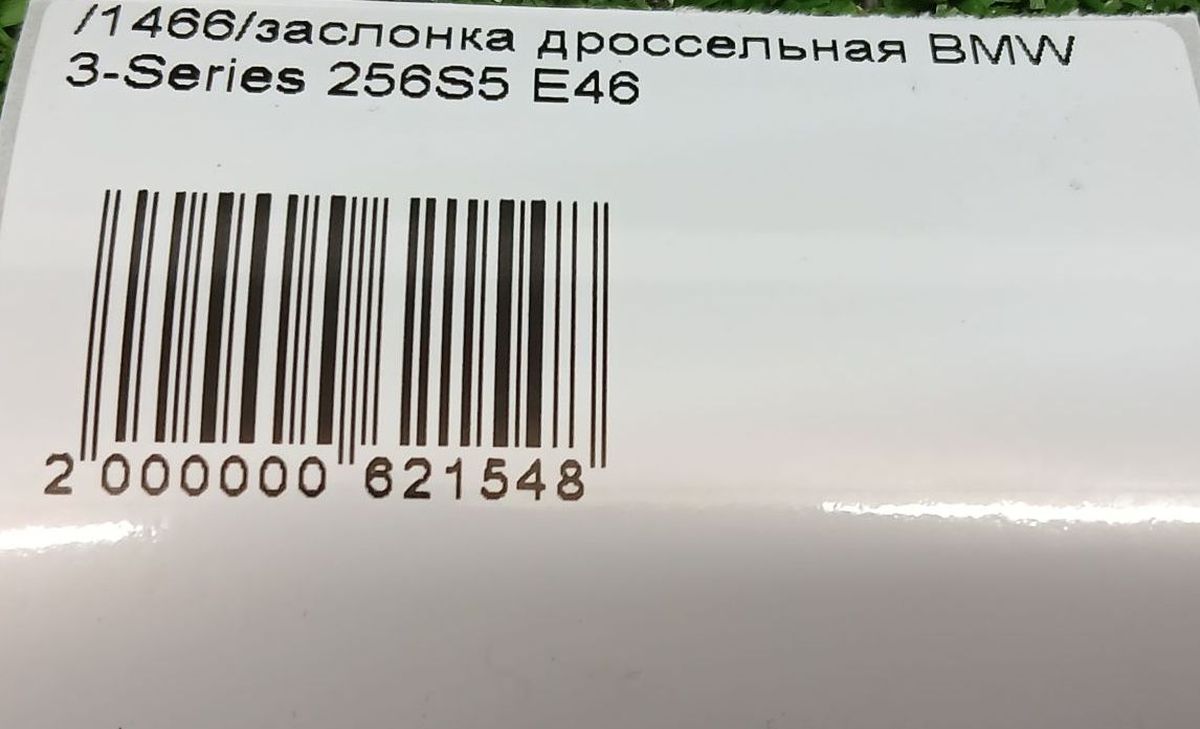 /1466/заслонка дроссельная BMW
3-Series 256S5 E46
2 000000 621548